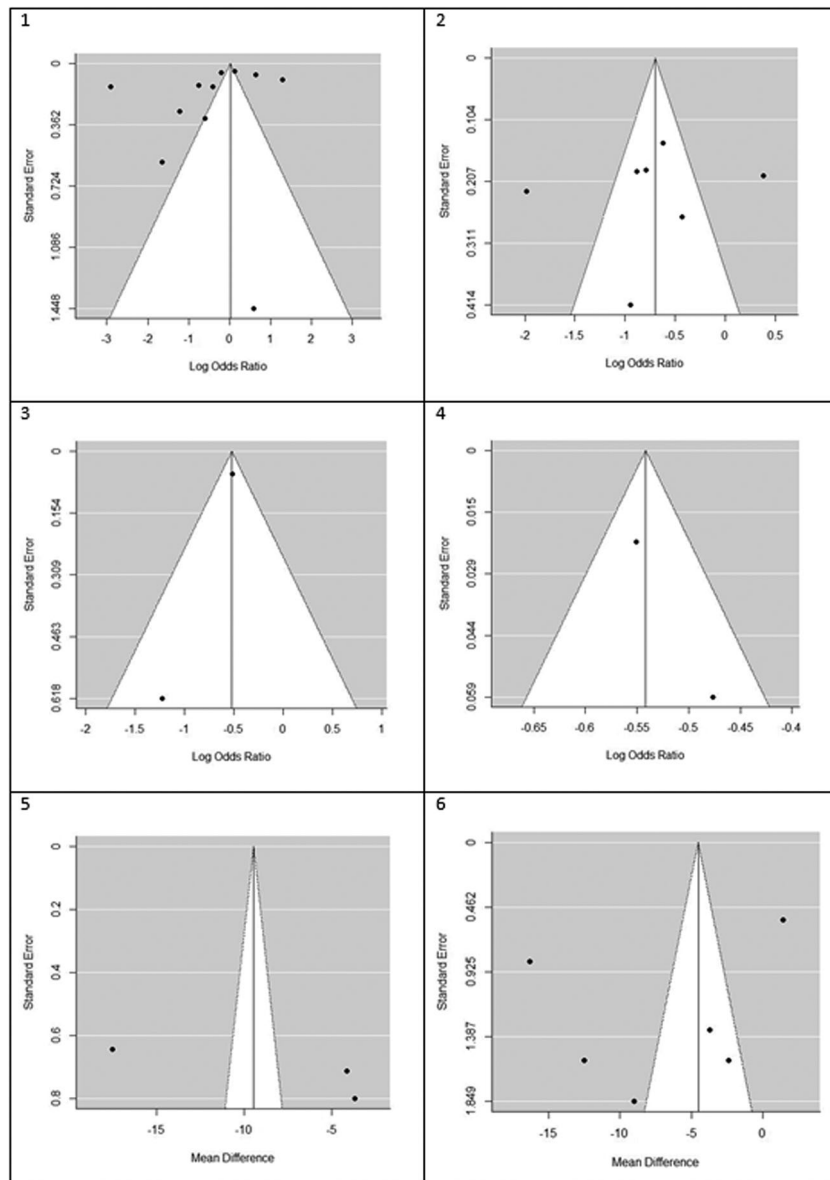 1
Standard Error
0
0.362
0.724
1.086
1.448
-3 -2 -1 0 1 2 3
Log Odds Ratio
2
Standard Error
0
0.104
0.207
0.311
0.414
-2 -1.5 -1 -0.5 0 0.5
Log Odds Ratio
3
Standard Error
0
0.154
0.309
0.463
0.618
-2 -1.5 -1 -0.5 0 0.5 1
Log Odds Ratio
4
Standard Error
0
0.015
0.029
0.044
0.059
-0.65 -0.6 -0.55 -0.5 -0.45 -0.4
Log Odds Ratio
5
Standard Error
0
0.2
0.4
0.6
0.8
-15 -10 -5
Mean Difference
6
Standard Error
0
0.462
0.925
1.387
1.849
-15 -10 -5 0
Mean Difference